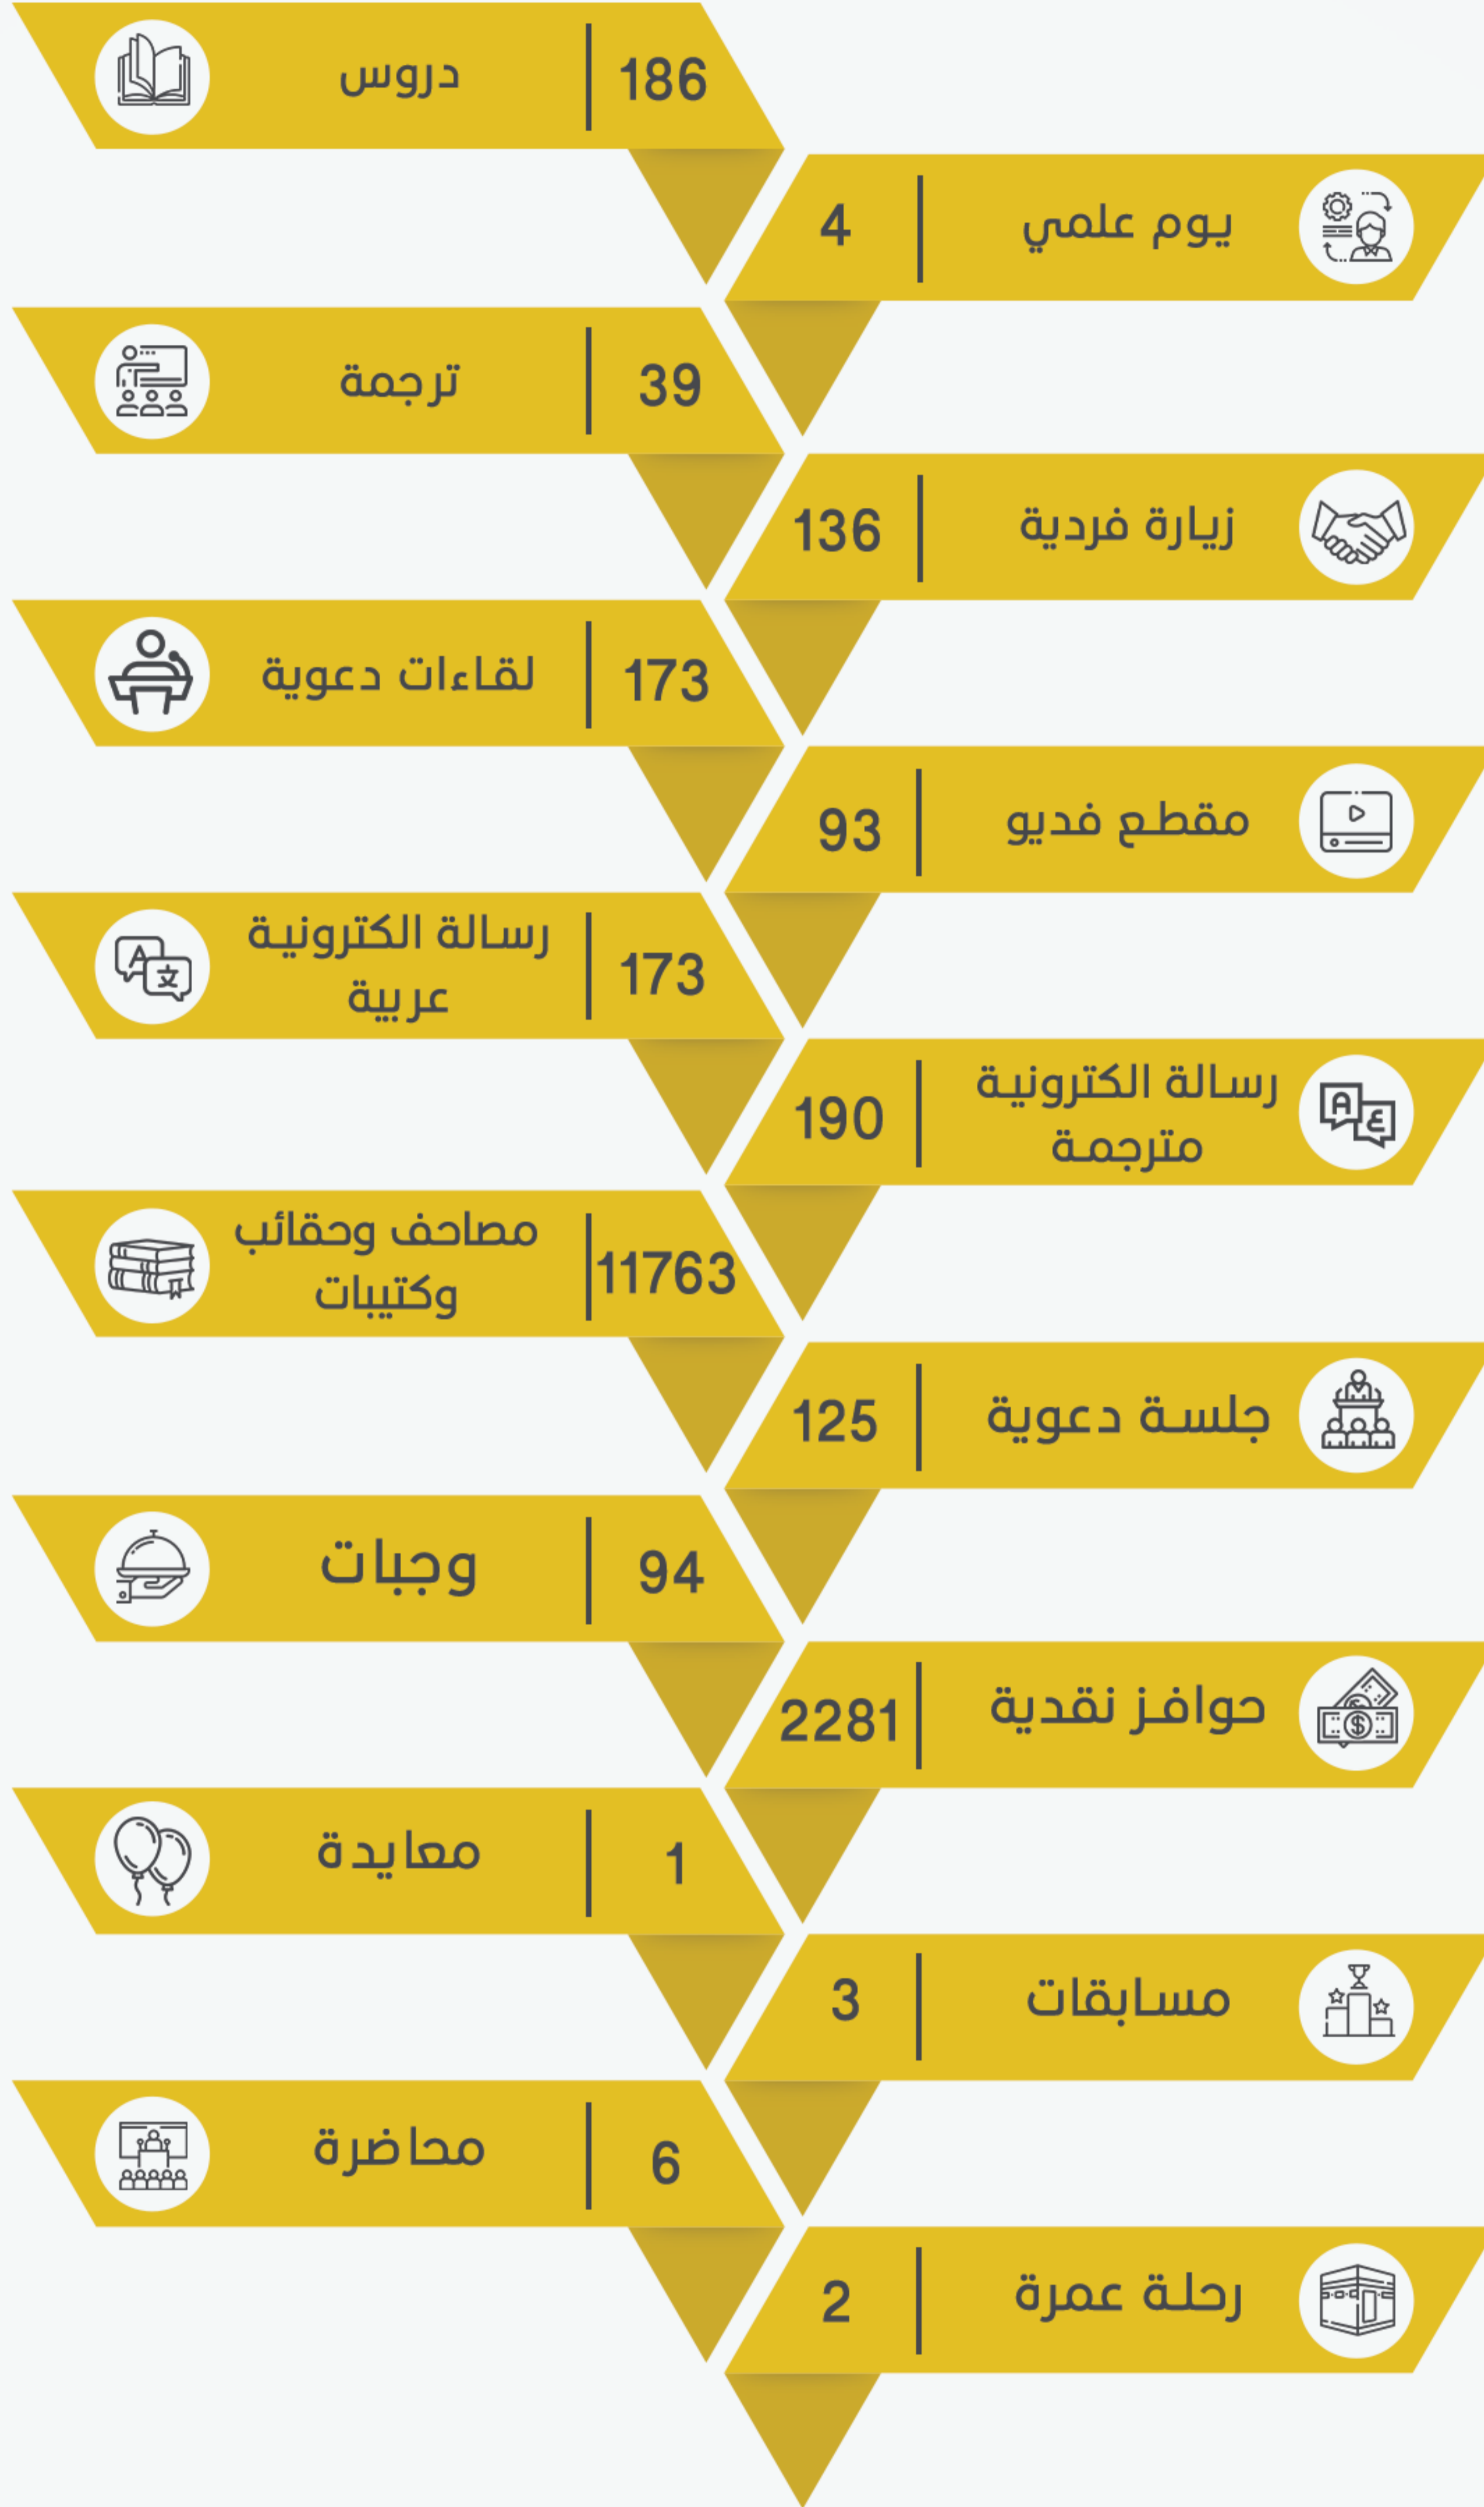 دروس
186
يوم علمي
4
ترجمة
39
زيارة فردية
136
لقاءات دعوية
173
مقطع فديو
93
رسالة الكترونية
عربية
173
رسالة الكترونية
مترجمة
190
مصاحف وحقائب
وكتيبات
11763
جلسة دعوية
125
وجبات
94
حوافز نقدية
2281
معايدة
1
مسابقات
3
محاضرة
6
رحلة عمرة
2